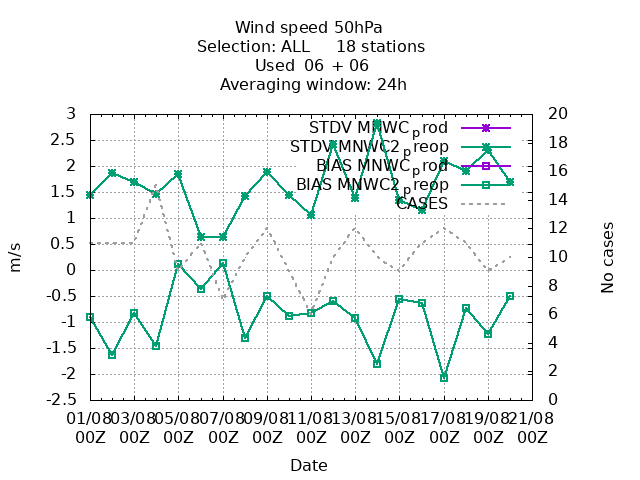 Wind speed 50hPa
Selection: ALL 18 stations
Used 06 + 06
Averaging window: 24h
3
2.5
2
1.5
1
0.5
0
-0.5
-1
-1.5
-2
-2.5
m/s
20
18
16
14
12
10
8
6
4
2
0
No cases
STDV MNWCprod
STDV MNWC2preop
BIAS MNWCprod
BIAS MNWC2preop
CASES
01/08 03/08 05/08 07/08 09/08 11/08 13/08 15/08 17/08 19/08 21/08
00Z 00Z 00Z 00Z 00Z 00Z 00Z 00Z 00Z 00Z 00Z
Date